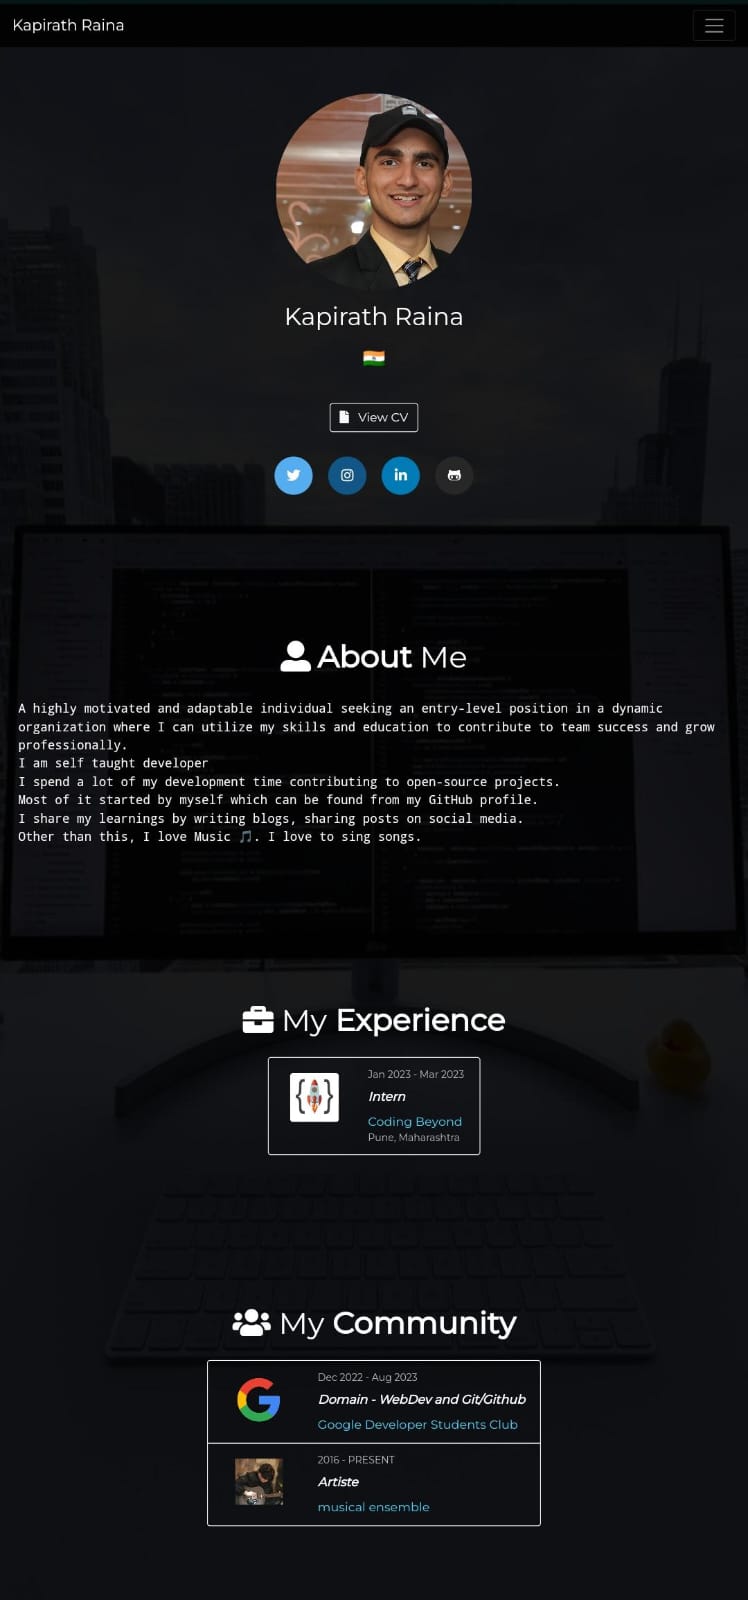 Kapirath Raina
Kapirath Raina
View CV
About Me
A highly motivated and adaptable individual seeking an entry-level position in a dynamic
organization where I can utilize my skills and education to contribute to team success and grow
professionally.
I am self taught developer
I spend a lot of my development time contributing to open-source projects.
Most of it started by myself which can be found from my GitHub profile.
I share my learnings by writing blogs, sharing posts on social media.
Other than this, I love Music 🎵. I love to sing songs.
My Experience
Jan 2023 - Mar 2023
Intern
Coding Beyond
Pune, Maharashtra
My Community
Dec 2022 - Aug 2023
Domain - WebDev and Git/Github
Google Developer Students Club
2016 - PRESENT
Artiste
musical ensemble